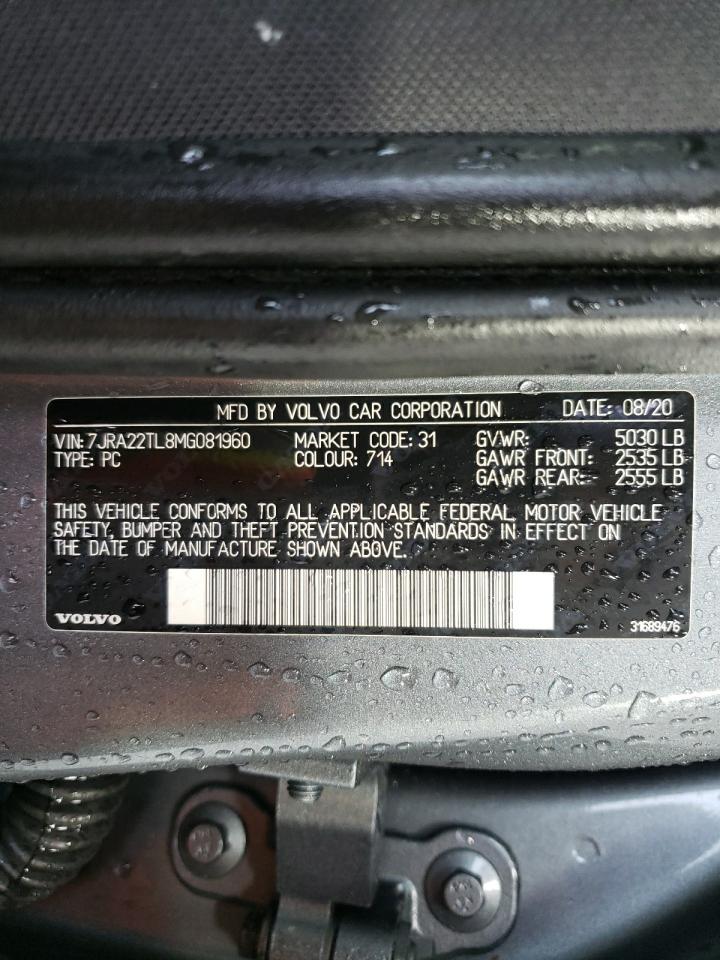 MFD BY VOLVO CAR CORPORATION DATE: 08/20
VIN: 7JRA22TL8MG081960 MARKET CODE: 31 GVWR: 5030 LB
TYPE: PC COLOUR: 714 GAWR FRONT: 2535 LB
GAWR REAR: 2555 LB
THIS VEHICLE CONFORMS TO ALL APPLICABLE FEDERAL MOTOR VEHICLE
SAFETY, BUMPER AND THEFT PREVENTION STANDARDS IN EFFECT ON
THE DATE OF MANUFACTURE SHOWN ABOVE.
VOLVO 31689476